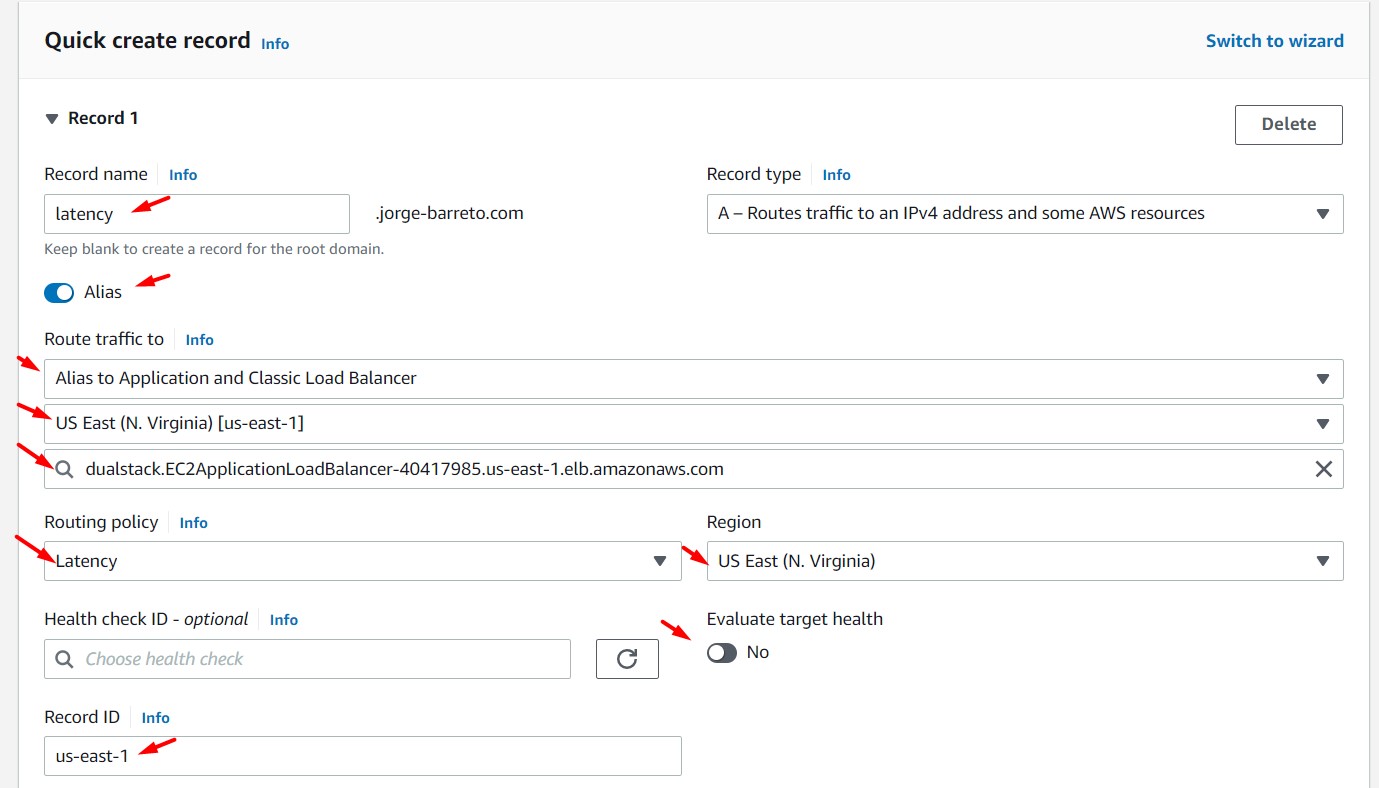 Quick create record Info Switch to wizard
Record 1 Delete
Record name Info Record type Info
latency .jorge-barreto.com A – Routes traffic to an IPv4 address and some AWS resources
Keep blank to create a record for the root domain.
Alias
Route traffic to Info
Alias to Application and Classic Load Balancer
US East (N. Virginia) [us-east-1]
dualstack.EC2ApplicationLoadBalancer-40417985.us-east-1.elb.amazonaws.com
Routing policy Info Region
Latency US East (N. Virginia)
Health check ID - optional Info Evaluate target health
Choose health check No
Record ID Info
us-east-1